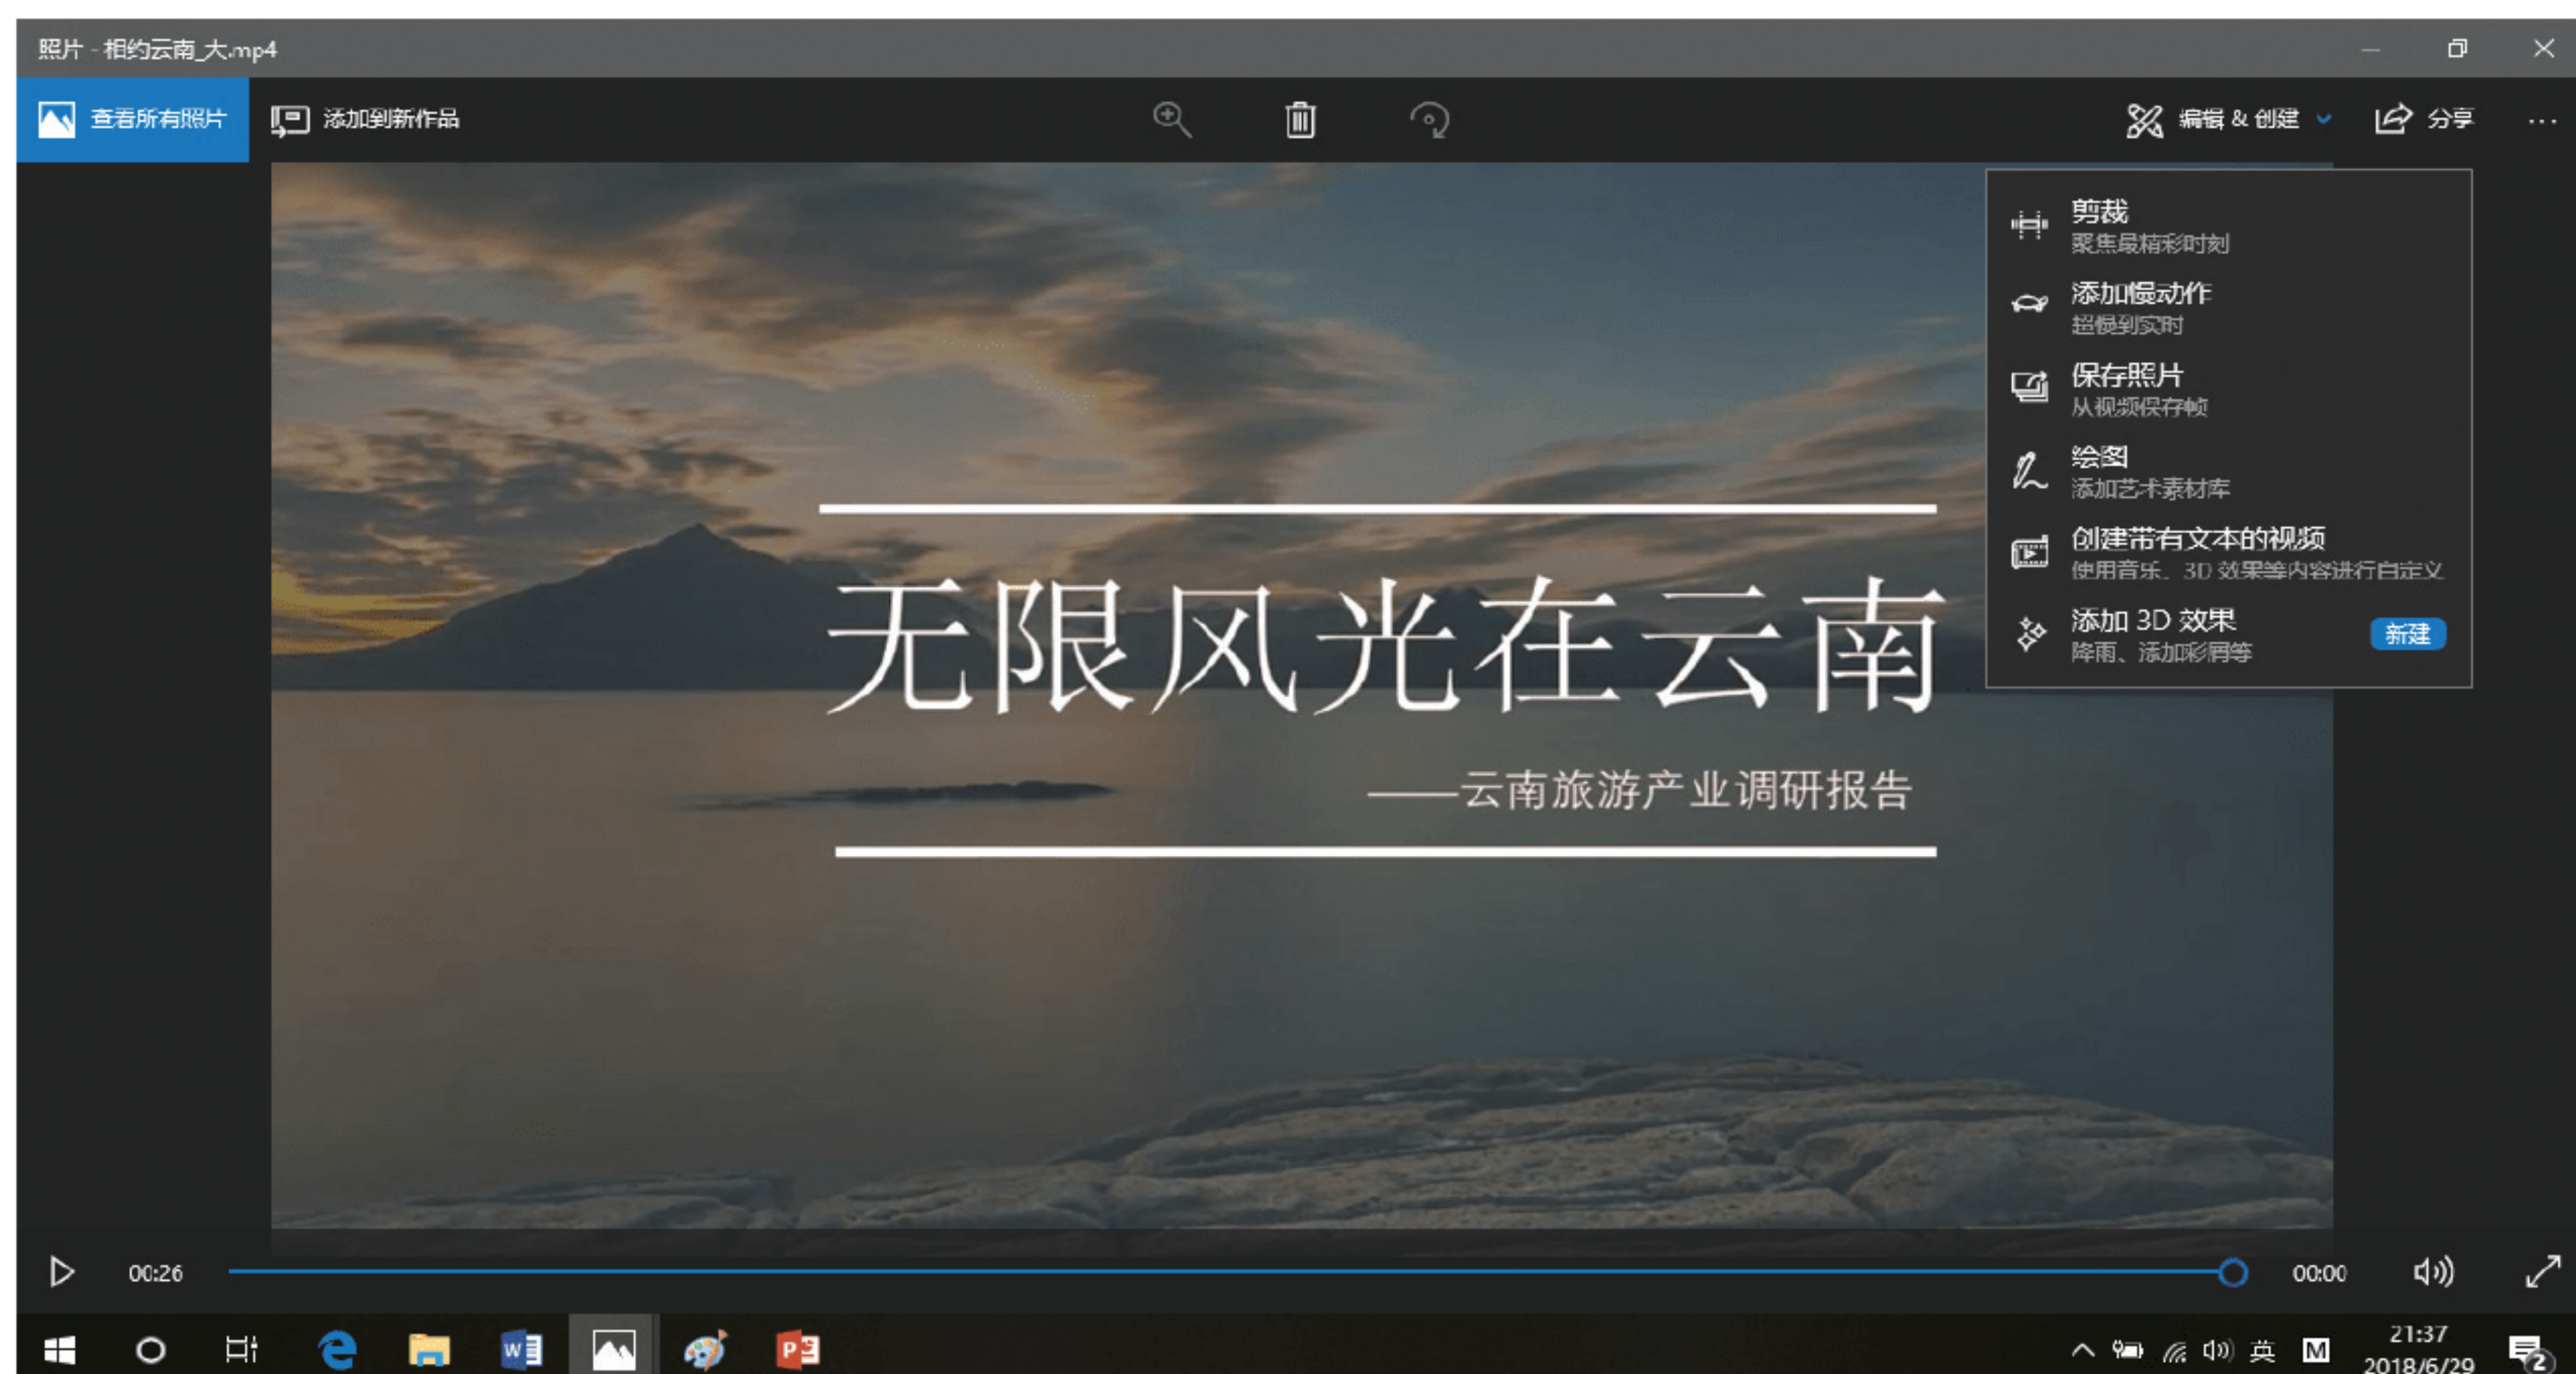 照片 - 相约云南_大.mp4
查看所有照片
添加到新作品
编辑 & 创建
分享
剪裁
聚焦最精彩时刻
添加慢动作
超慢到实时
保存照片
从视频保存帧
绘图
添加艺术素材库
创建带有文本的视频
使用音乐、3D 效果等内容进行自定义
添加 3D 效果
新建
降雨、添加彩屑等
无限风光在云南
——云南旅游产业调研报告
00:26
00:00
英
M
21:37
2018/6/29
2